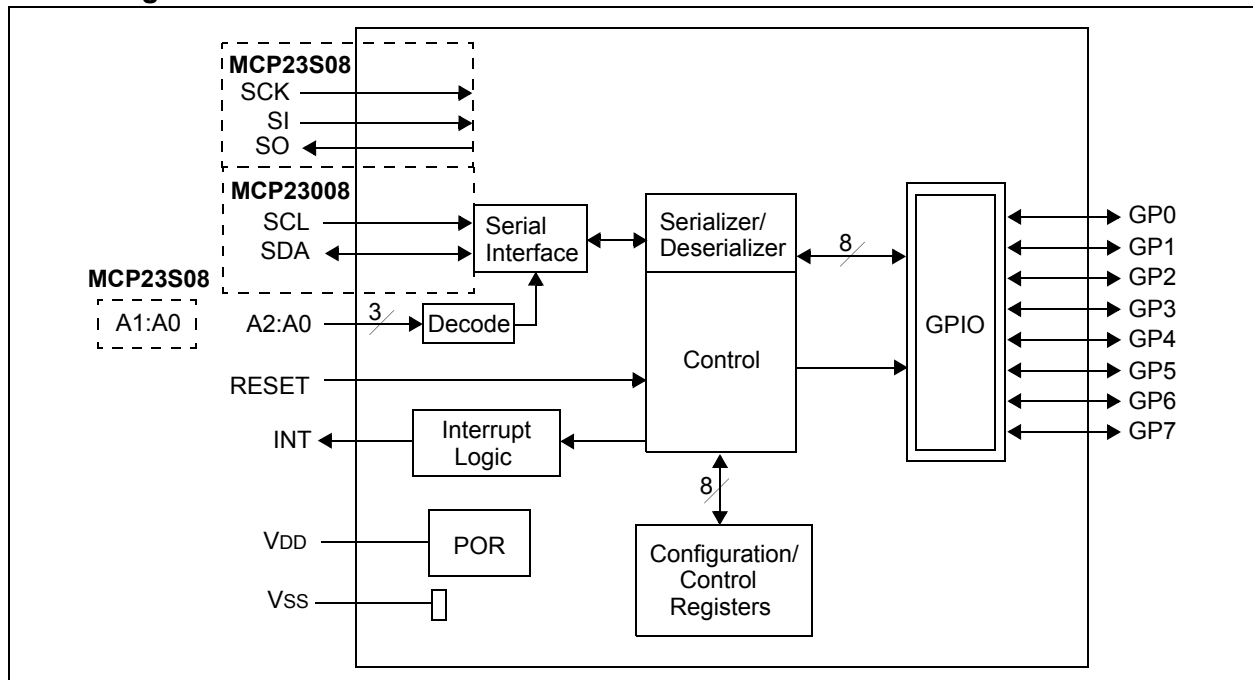 MCP23S08
SCK
SI
SO
MCP23008
SCL
SDA
MCP23S08
A1:A0
A2:A0
3
Decode
Serial
Interface
Serializer/
Deserializer
8
Control
GPIO
GP0
GP1
GP2
GP3
GP4
GP5
GP6
GP7
RESET
INT
Interrupt
Logic
8
VDD
POR
VSS
Configuration/
Control
Registers